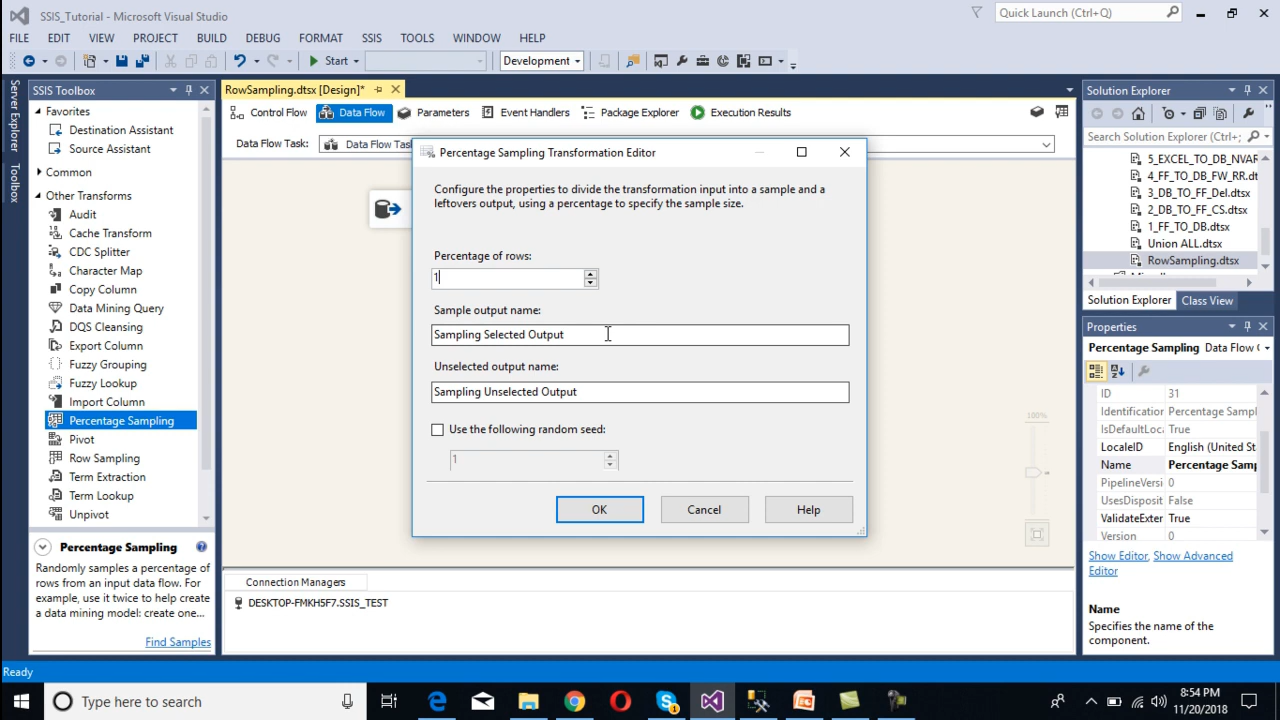 SSIS_Tutorial - Microsoft Visual Studio
Quick Launch (Ctrl+Q)
FILE EDIT VIEW PROJECT BUILD DEBUG FORMAT SSIS TOOLS WINDOW HELP
Start
Development
Server Explorer
Toolbox
SSIS Toolbox
Favorites
Destination Assistant
Source Assistant
Common
Other Transforms
Audit
Cache Transform
CDC Splitter
Character Map
Copy Column
Data Mining Query
DQS Cleansing
Export Column
Fuzzy Grouping
Fuzzy Lookup
Import Column
Percentage Sampling
Pivot
Row Sampling
Term Extraction
Term Lookup
Unpivot
Percentage Sampling
Randomly samples a percentage of
rows from an input data flow. For
example, use it twice to help create
a data mining model: create one...
Find Samples
RowSampling.dtsx [Design]*
Control Flow Data Flow Parameters Event Handlers Package Explorer Execution Results
Data Flow Task: Data Flow Task
Percentage Sampling Transformation Editor
Configure the properties to divide the transformation input into a sample and a
leftovers output, using a percentage to specify the sample size.
Percentage of rows:
1
Sample output name:
Sampling Selected Output
Unselected output name:
Sampling Unselected Output
Use the following random seed:
1
OK Cancel Help
100%
Connection Managers
DESKTOP-FMKH5F7.SSIS_TEST
Solution Explorer
Search Solution Explorer (Ctrl+;
5_EXCEL_TO_DB_NVAR
4_FF_TO_DB_FW_RR.dt
3_DB_TO_FF_Del.dtsx
2_DB_TO_FF_CS.dtsx
1_FF_TO_DB.dtsx
Union ALL.dtsx
RowSampling.dtsx
Solution Explorer Class View
Properties
Percentage Sampling Data Flow C
ID 31
Identification Percentage Sampl
IsDefaultLoca True
LocaleID English (United St
Name Percentage Samp
PipelineVersi 0
UsesDisposit False
ValidateExter True
Version 0
Show Editor, Show Advanced
Editor
Name
Specifies the name of the
component.
Ready
Type here to search
8:54 PM
11/20/2018